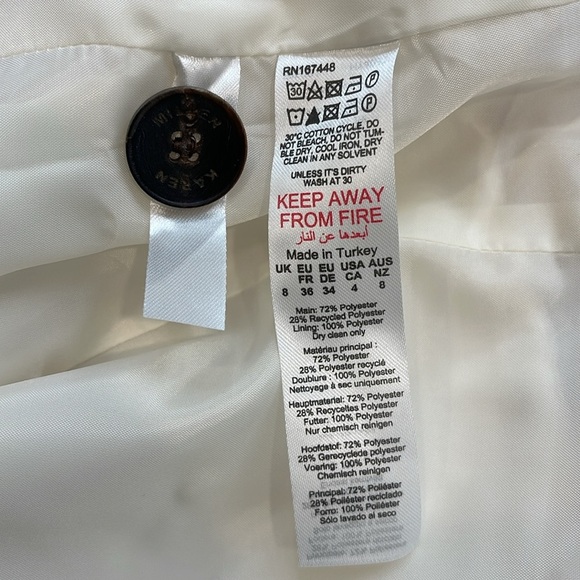 RN167448
30
P
P
30°C COTTON CYCLE, DO
NOT BLEACH, DO NOT TUM-
BLE DRY, COOL IRON, DRY
CLEAN IN ANY SOLVENT
UNLESS IT'S DIRTY
WASH AT 30
KEEP AWAY
FROM FIRE
أبعدها عن النار
Made in Turkey
UK EU EU USA AUS
FR DE CA NZ
8 36 34 4 8
Main: 72% Polyester
28% Recycled Polyester
Lining: 100% Polyester
Dry clean only
Matériau principal :
72% Polyester
28% Polyester recyclé
Doublure : 100% Polyester
Nettoyage à sec uniquement
Hauptmaterial: 72% Polyester
28% Recyceltes Polyester
Futter: 100% Polyester
Nur chemisch reinigen
Hoofdstof: 72% Polyester
28% Gerecyclede polyester
Voering: 100% Polyester
Chemisch reinigen
Principal: 72% Poliéster
28% Poliéster reciclado
Forro: 100% Poliéster
Sólo lavado al seco
KAREN
MILLEN